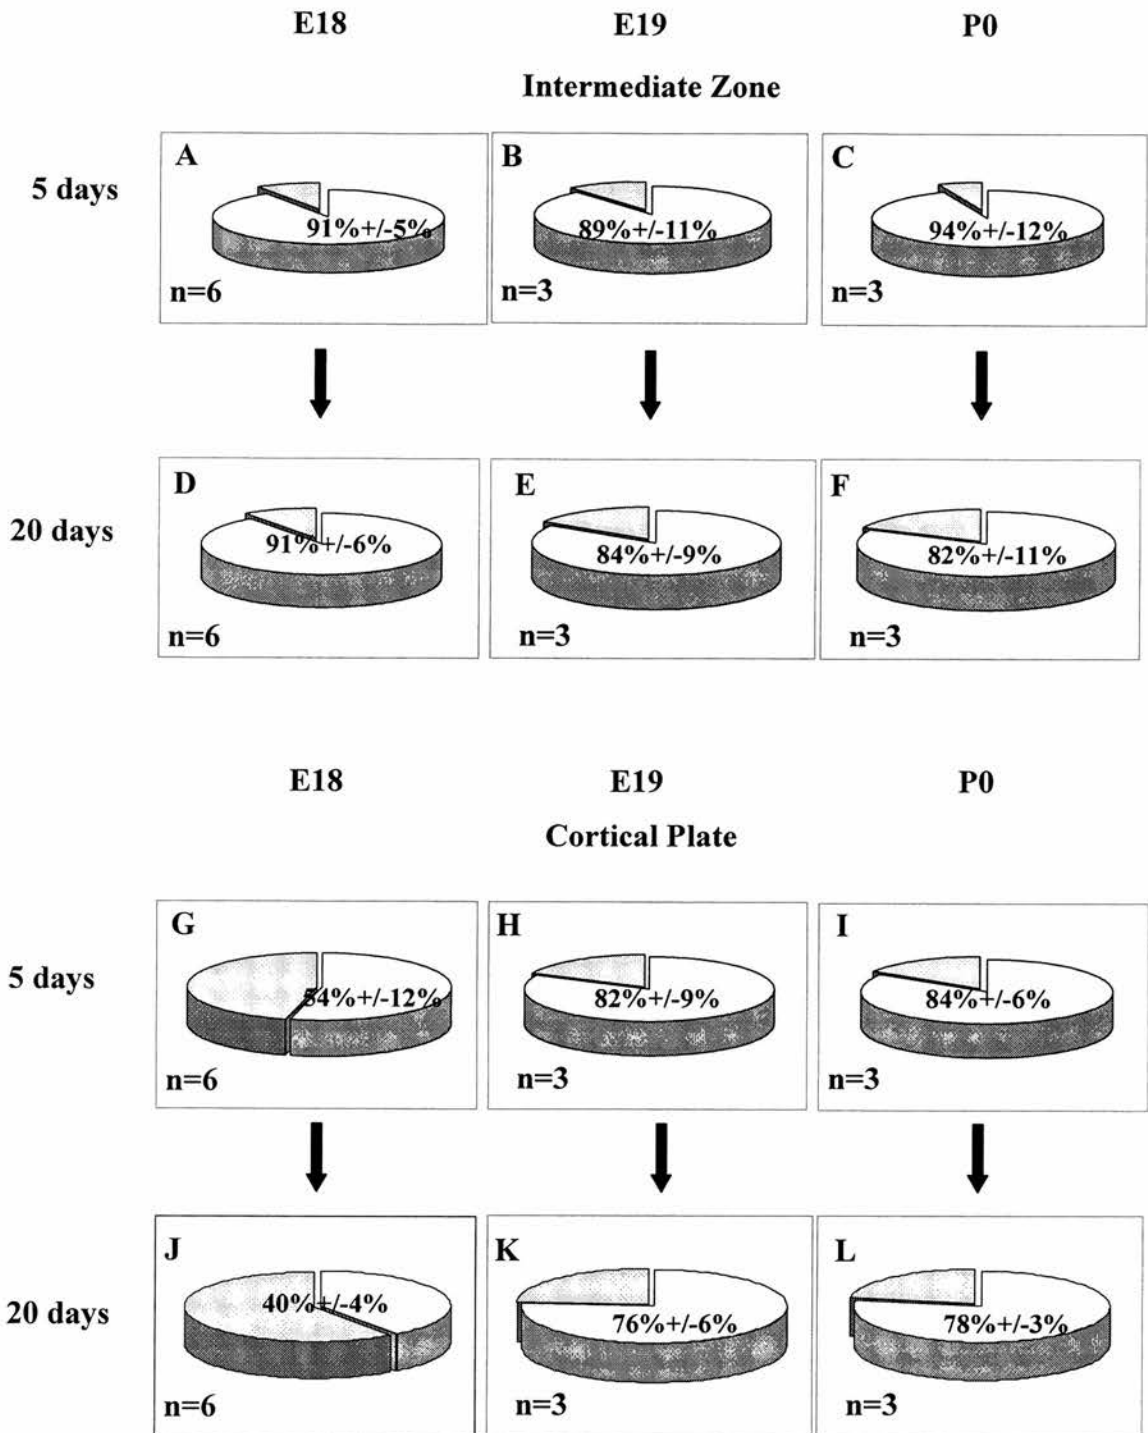 E18 E19 P0
Intermediate Zone
5 days
A B C
91%+/-5% 89%+/-11% 94%+/-12%
n=6 n=3 n=3
20 days
D E F
91%+/-6% 84%+/-9% 82%+/-11%
n=6 n=3 n=3
E18 E19 P0
Cortical Plate
5 days
G H I
54%+/-12% 82%+/-9% 84%+/-6%
n=6 n=3 n=3
20 days
J K L
40%+/-4% 76%+/-6% 78%+/-3%
n=6 n=3 n=3